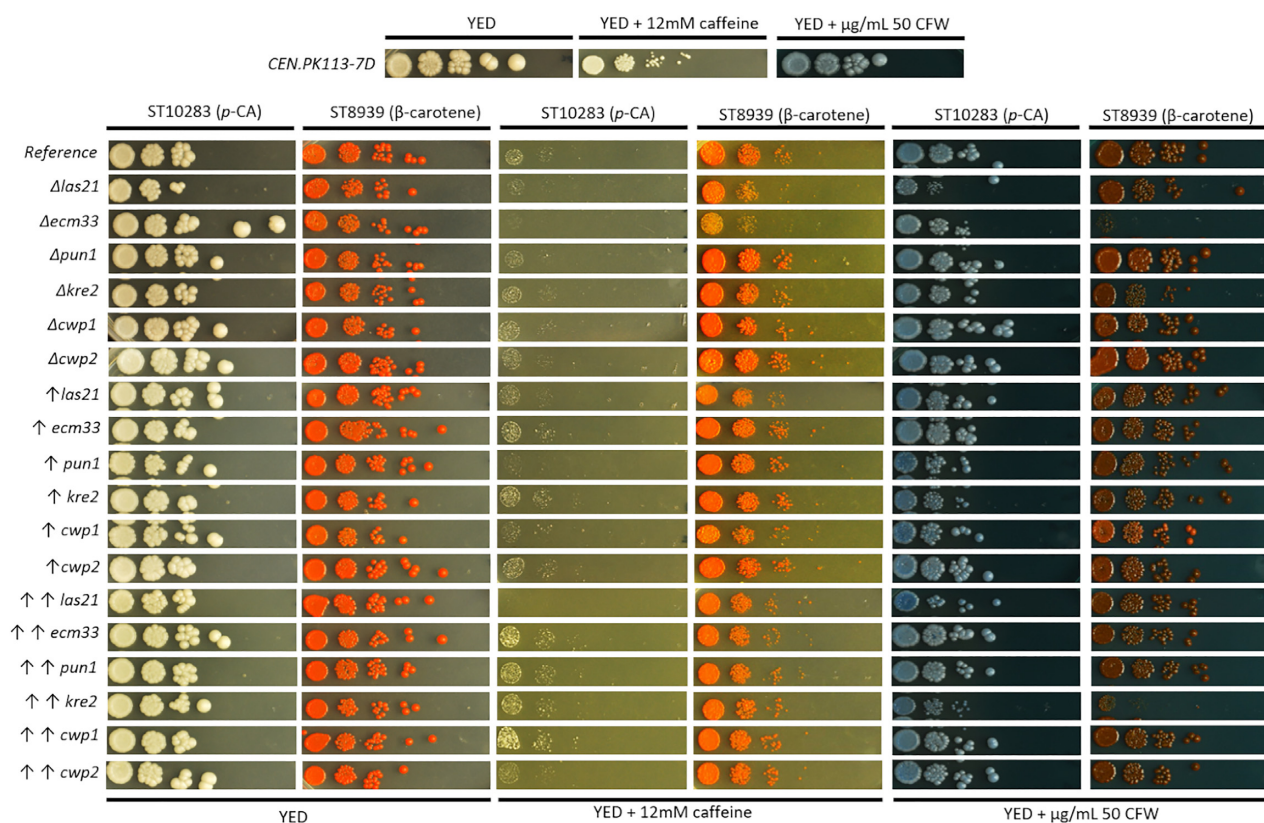 YED YED + 12mM caffeine YED + µg/mL 50 CFW
CEN.PK113-7D
ST10283 (p-CA) ST8939 (β-carotene) ST10283 (p-CA) ST8939 (β-carotene) ST10283 (p-CA) ST8939 (β-carotene)
Reference
Δlas21
Δecm33
Δpun1
Δkre2
Δcwp1
Δcwp2
↑las21
↑ ecm33
↑ pun1
↑ kre2
↑ cwp1
↑cwp2
↑ ↑ las21
↑ ↑ ecm33
↑ ↑ pun1
↑ ↑ kre2
↑ ↑ cwp1
↑ ↑ cwp2
YED YED + 12mM caffeine YED + µg/mL 50 CFW